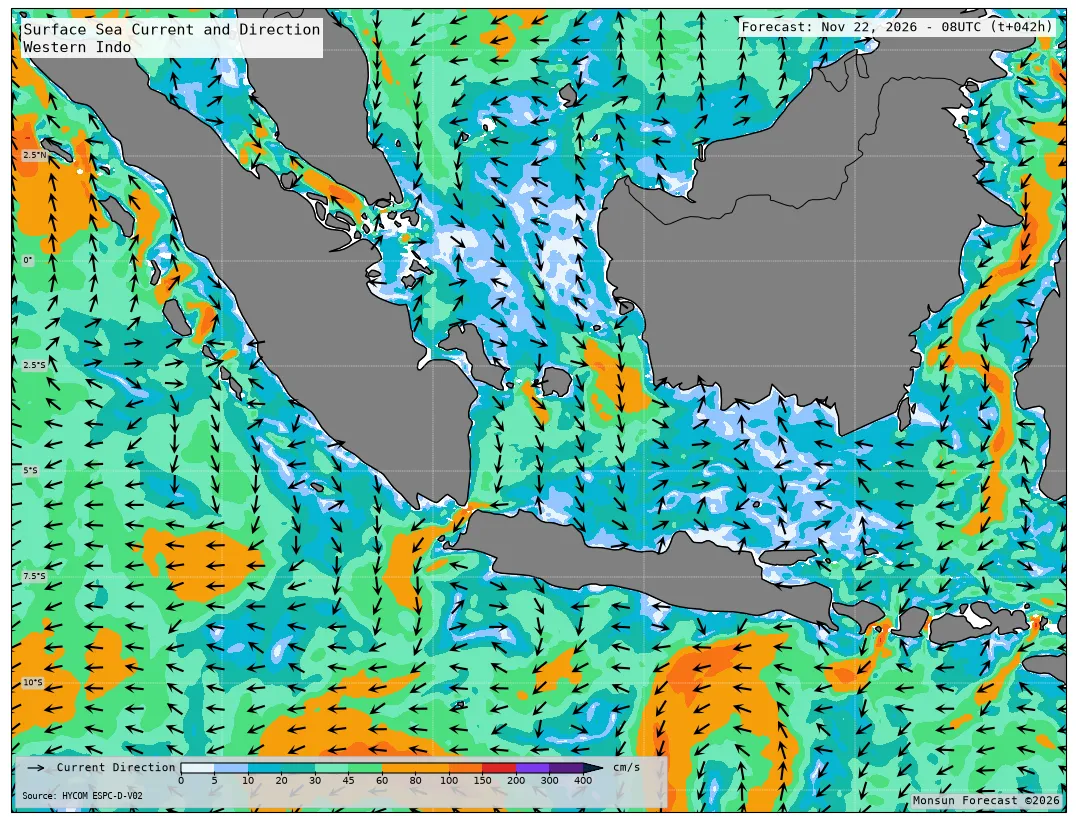 Surface Sea Current and Direction
Western Indo
Forecast: Nov 22, 2026 - 08UTC (t+042h)
2.5°N
0°
2.5°S
5°S
7.5°S
10°S
Current Direction
0 5 10 20 30 45 60 80 100 150 200 300 400 cm/s
Source: HYCOM ESPC-D-V02
Monsun Forecast ©2026